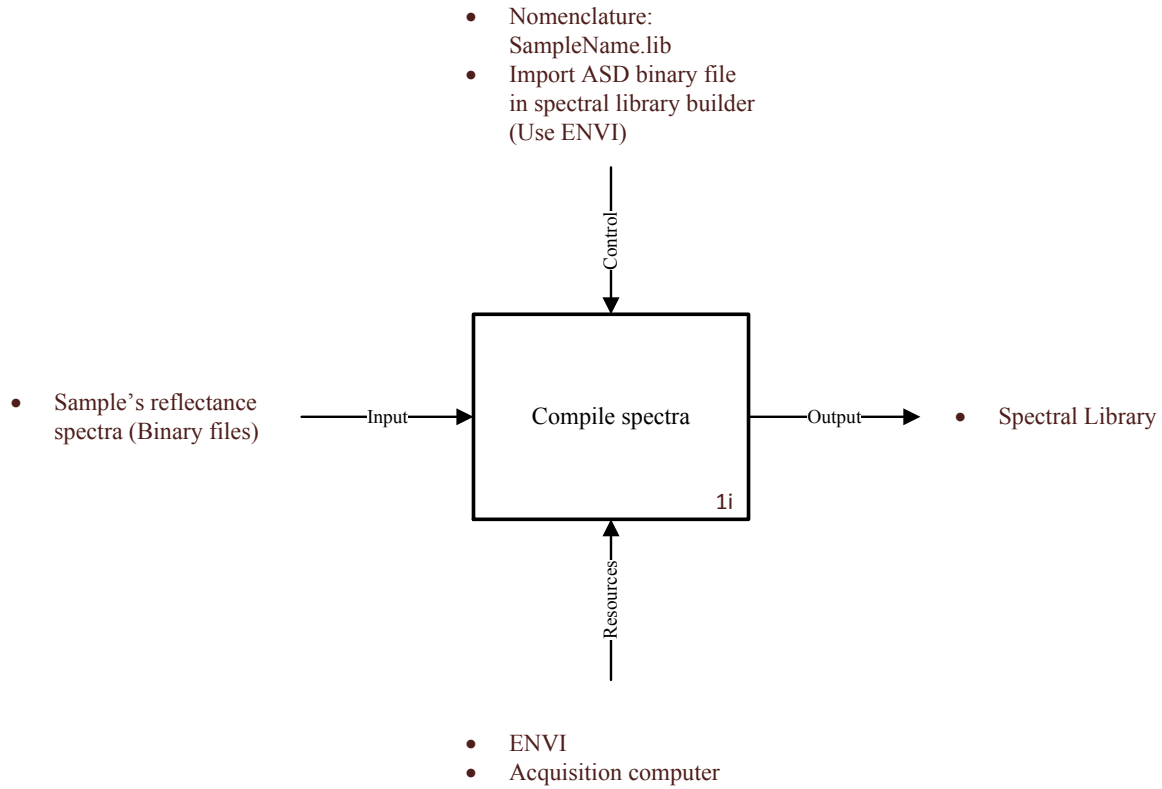 • Nomenclature:
SampleName.lib
• Import ASD binary file
in spectral library builder
(Use ENVI)
Control
• Sample’s reflectance
spectra (Binary files)
Input
Compile spectra
1i
Output
• Spectral Library
Resources
• ENVI
• Acquisition computer